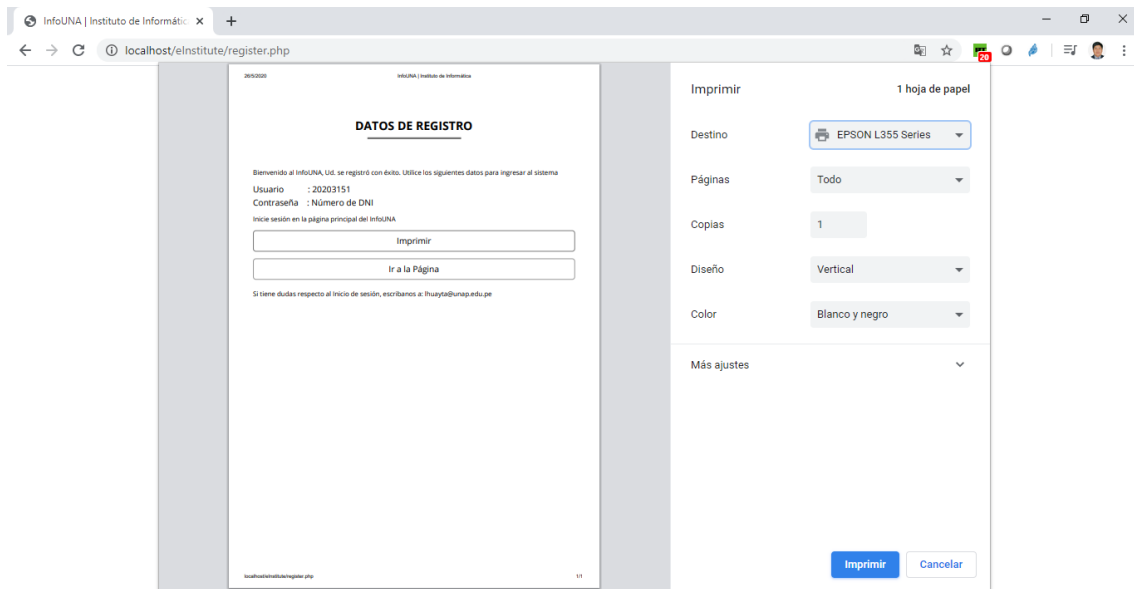 InfoUNA | Instituto de Informátic
localhost/eInstitute/register.php
20
26/5/2020
InfoUNA | Instituto de Informática
DATOS DE REGISTRO
Bienvenido al InfoUNA, Ud. se registró con éxito. Utilice los siguientes datos para ingresar al sistema
Usuario : 20203151
Contraseña : Número de DNI
Inicie sesión en la página principal del InfoUNA
Imprimir
Ir a la Página
Si tiene dudas respecto al Inicio de sesión, escríbanos a: lhuayta@unap.edu.pe
localhost/eInstitute/register.php
1/1
Imprimir
1 hoja de papel
Destino
EPSON L355 Series
Páginas
Todo
Copias
1
Diseño
Vertical
Color
Blanco y negro
Más ajustes
Imprimir
Cancelar